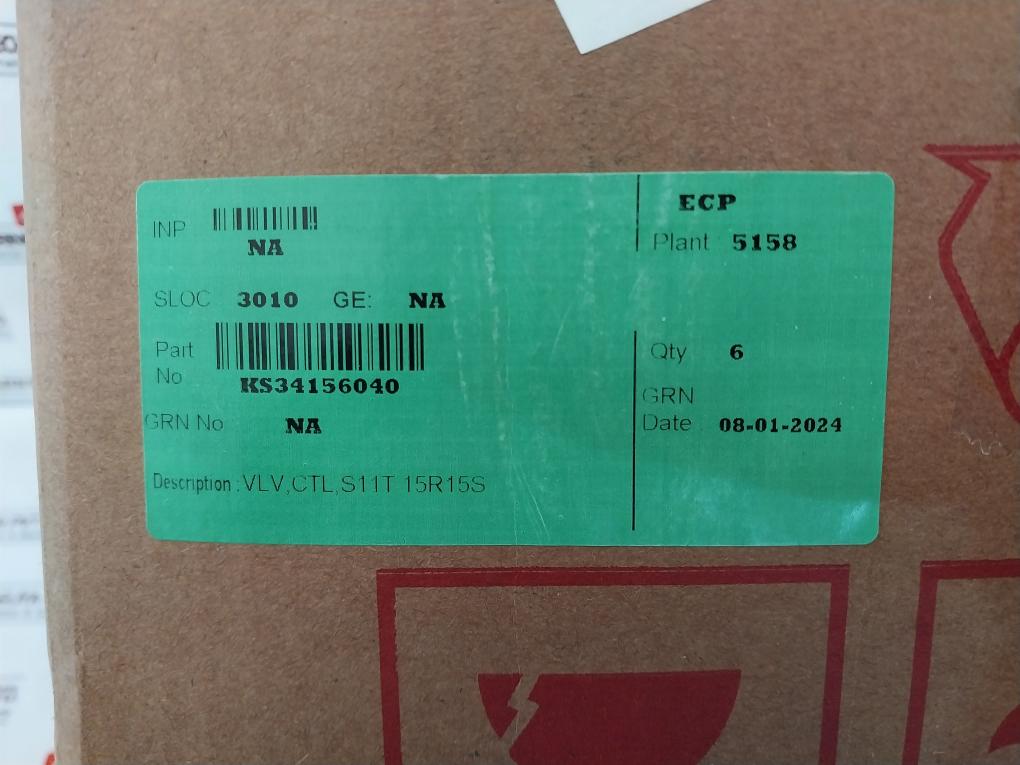 INP
NA
ECP
Plant 5158
SLOC 3010 GE: NA
Part
No
KS34156040
Qty 6
GRN No NA
GRN
Date 08-01-2024
Description :VLV,CTL,S11T 15R15S